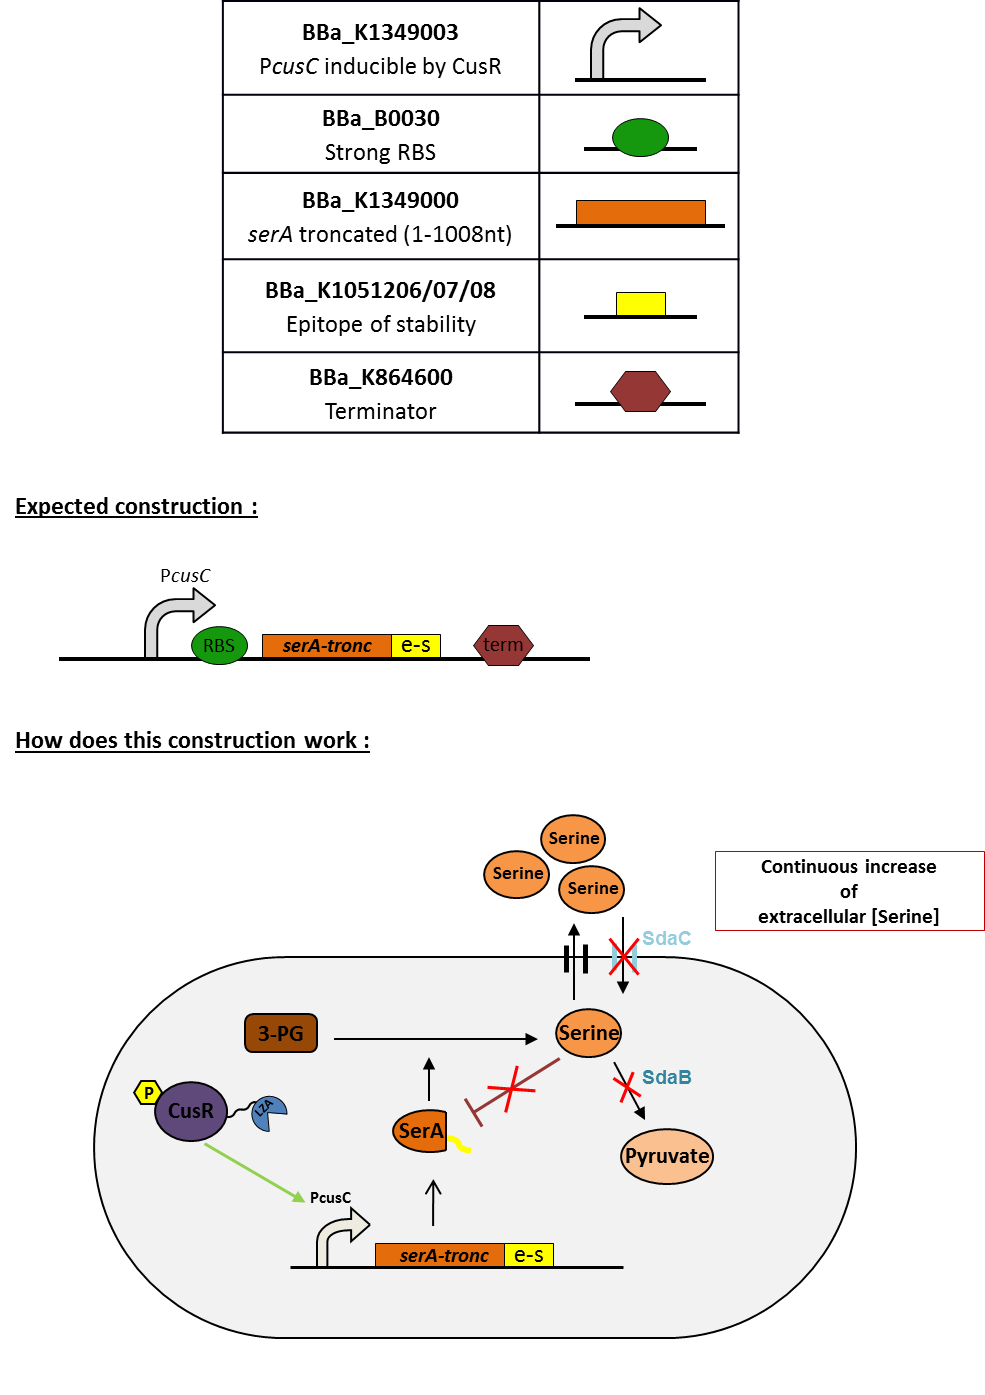 BBa_K1349003
PcusC inducible by CusR
BBa_B0030
Strong RBS
BBa_K1349000
serA troncated (1-1008nt)
BBa_K1051206/07/08
Epitope of stability
BBa_K864600
Terminator
Expected construction :
PcusC
RBS
serA-tronc
e-s
term
How does this construction work :
Serine
Serine
Serine
Continuous increase
of
extracellular [Serine]
SdaC
3-PG
Serine
SdaB
P
CusR
LZA
SerA
Pyruvate
PcusC
serA-tronc
e-s